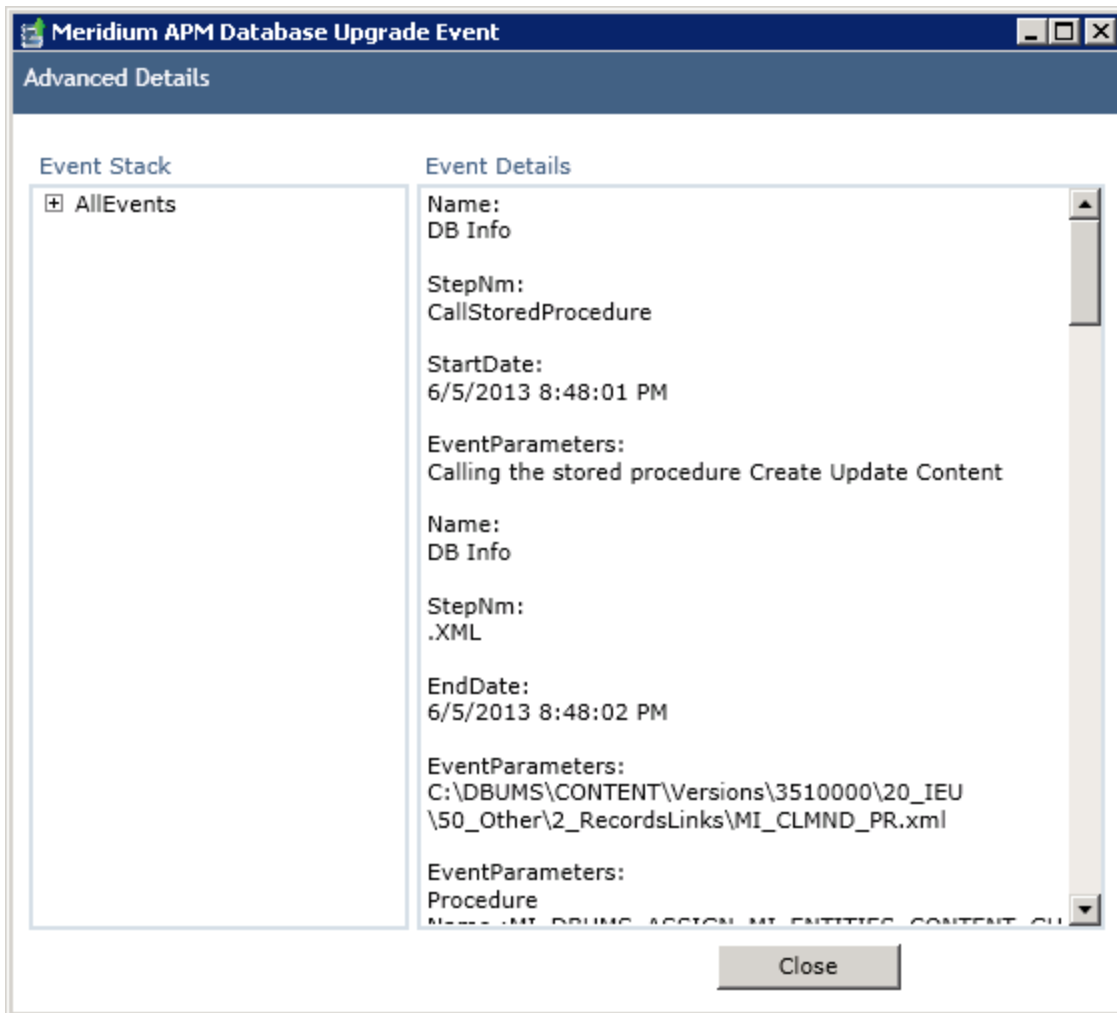 Meridium APM Database Upgrade Event
Advanced Details
Event Stack
AllEvents
Event Details
Name:
DB Info
StepNm:
CallStoredProcedure
StartDate:
6/5/2013 8:48:01 PM
EventParameters:
Calling the stored procedure Create Update Content
Name:
DB Info
StepNm:
.XML
EndDate:
6/5/2013 8:48:02 PM
EventParameters:
C:\DBUMS\CONTENT\Versions\3510000\20_IEU
\50_Other\2_RecordsLinks\MI_CLMND_PR.xml
EventParameters:
Procedure
Close